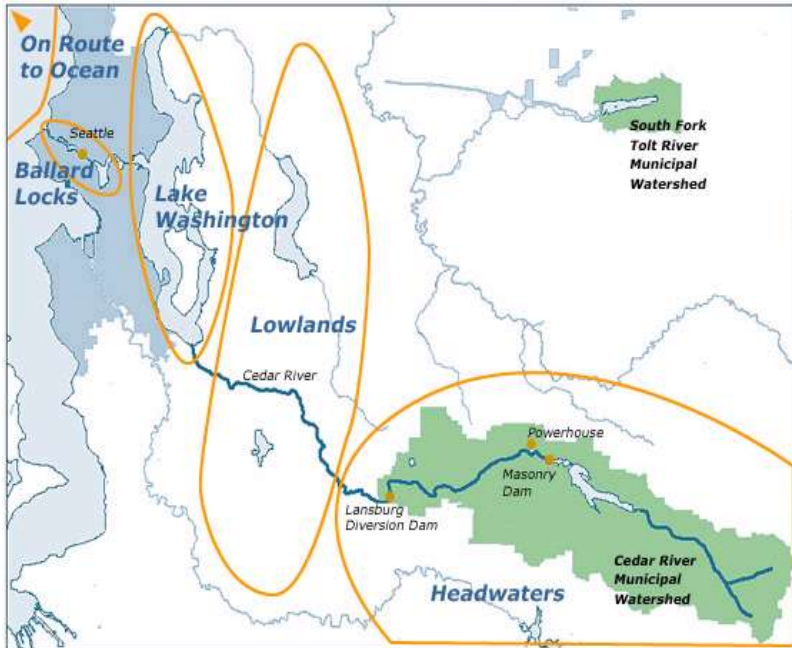 On Route
to Ocean
Seattle
Ballard
Locks
Lake
Washington
South Fork
Tolt River
Municipal
Watershed
Lowlands
Cedar River
Powerhouse
Masonry
Dam
Lansburg
Diversion Dam
Cedar River
Municipal
Watershed
Headwaters